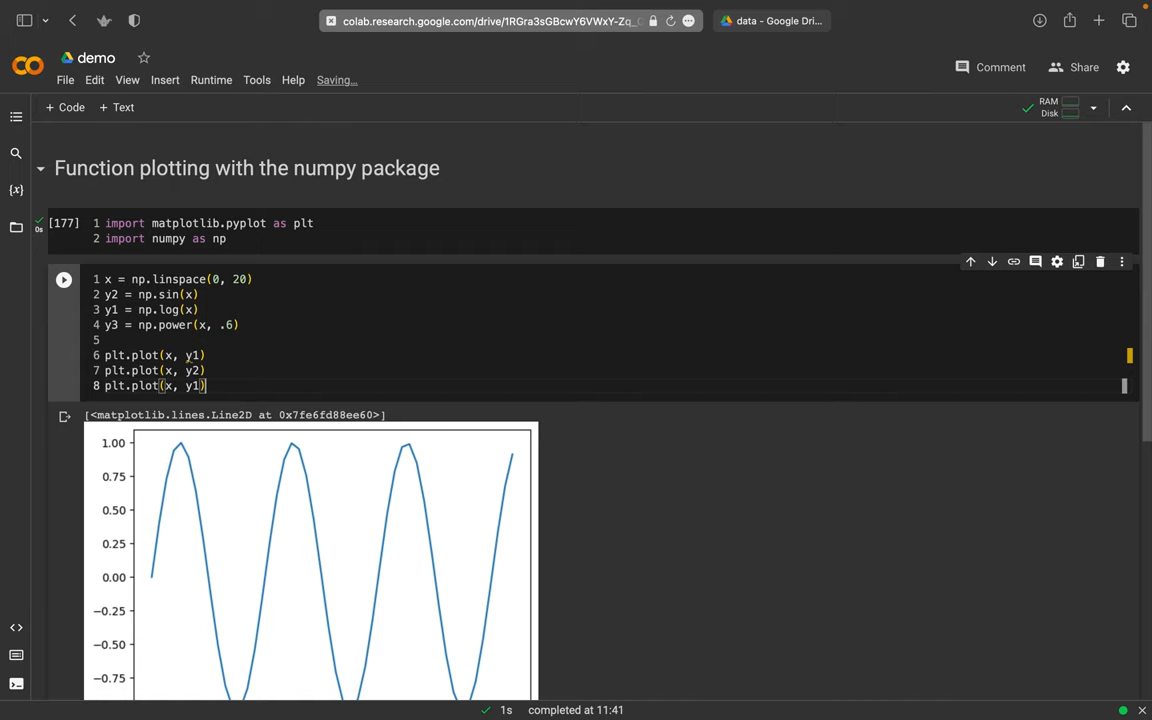 colab.research.google.com/drive/1RGra3sGBcwY6VWxY-Zq_
data - Google Driv...
demo
File Edit View Insert Runtime Tools Help Saving...
Comment
Share
+ Code + Text
RAM
Disk
Function plotting with the numpy package
0s
[177]
1 import matplotlib.pyplot as plt
2 import numpy as np
1 x = np.linspace(0, 20)
2 y2 = np.sin(x)
3 y1 = np.log(x)
4 y3 = np.power(x, .6)
5
6 plt.plot(x, y1)
7 plt.plot(x, y2)
8 plt.plot(x, y1)
[<matplotlib.lines.Line2D at 0x7fe6fd88ee60>]
1.00
0.75
0.50
0.25
0.00
−0.25
−0.50
−0.75
1s completed at 11:41